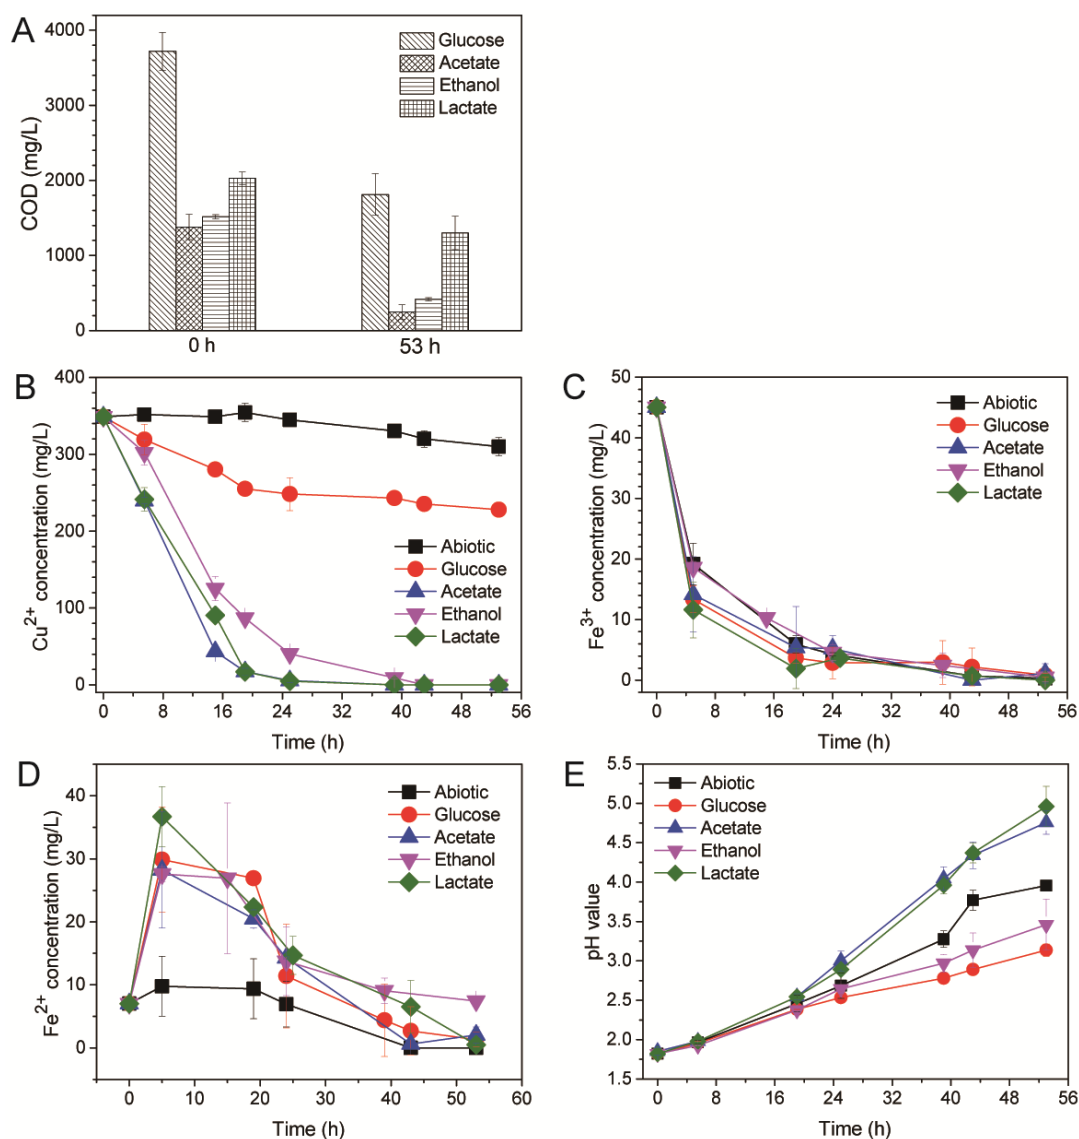 A
COD (mg/L)
4000
3000
2000
1000
0
0 h
53 h
Glucose
Acetate
Ethanol
Lactate
B
Cu²⁺ concentration (mg/L)
400
300
200
100
0
0 8 16 24 32 40 48 56
Time (h)
Abiotic
Glucose
Acetate
Ethanol
Lactate
C
Fe³⁺ concentration (mg/L)
50
40
30
20
10
0
0 8 16 24 32 40 48 56
Time (h)
Abiotic
Glucose
Acetate
Ethanol
Lactate
D
Fe²⁺ concentration (mg/L)
40
30
20
10
0
0 10 20 30 40 50 60
Time (h)
Abiotic
Glucose
Acetate
Ethanol
Lactate
E
pH value
5.5
5.0
4.5
4.0
3.5
3.0
2.5
2.0
1.5
0 8 16 24 32 40 48 56
Time (h)
Abiotic
Glucose
Acetate
Ethanol
Lactate